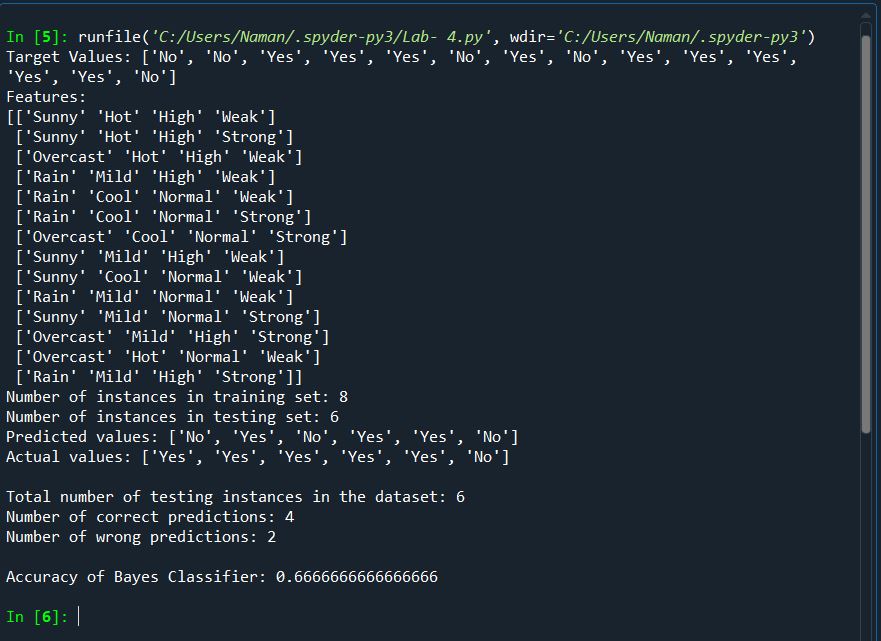 In [5]: runfile('C:/Users/Naman/.spyder-py3/Lab- 4.py', wdir='C:/Users/Naman/.spyder-py3')
Target Values: ['No', 'No', 'Yes', 'Yes', 'Yes', 'No', 'Yes', 'No', 'Yes', 'Yes', 'Yes',
'Yes', 'Yes', 'No']
Features:
[['Sunny' 'Hot' 'High' 'Weak']
 ['Sunny' 'Hot' 'High' 'Strong']
 ['Overcast' 'Hot' 'High' 'Weak']
 ['Rain' 'Mild' 'High' 'Weak']
 ['Rain' 'Cool' 'Normal' 'Weak']
 ['Rain' 'Cool' 'Normal' 'Strong']
 ['Overcast' 'Cool' 'Normal' 'Strong']
 ['Sunny' 'Mild' 'High' 'Weak']
 ['Sunny' 'Cool' 'Normal' 'Weak']
 ['Rain' 'Mild' 'Normal' 'Weak']
 ['Sunny' 'Mild' 'Normal' 'Strong']
 ['Overcast' 'Mild' 'High' 'Strong']
 ['Overcast' 'Hot' 'Normal' 'Weak']
 ['Rain' 'Mild' 'High' 'Strong']]
Number of instances in training set: 8
Number of instances in testing set: 6
Predicted values: ['No', 'Yes', 'No', 'Yes', 'Yes', 'No']
Actual values: ['Yes', 'Yes', 'Yes', 'Yes', 'Yes', 'No']

Total number of testing instances in the dataset: 6
Number of correct predictions: 4
Number of wrong predictions: 2

Accuracy of Bayes Classifier: 0.6666666666666666

In [6]: